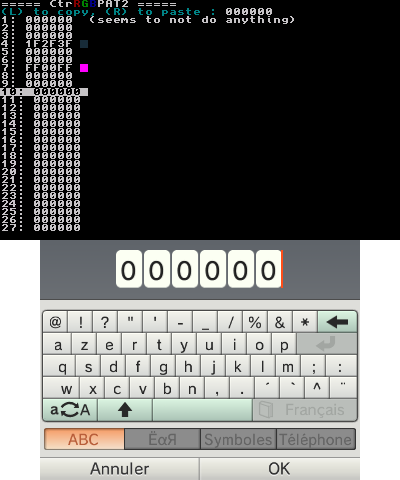 ===== CtrRGBPAT2 =====
(L) to copy, (R) to paste : 000000
1: 000000 (seems to not do anything)
2: 000000
3: 000000
4: 1F2F3F
5: 000000
6: 000000
7: FF00FF
8: 000000
9: 000000
10: 000000
11: 000000
12: 000000
13: 000000
14: 000000
15: 000000
16: 000000
17: 000000
18: 000000
19: 000000
20: 000000
21: 000000
22: 000000
23: 000000
24: 000000
25: 000000
26: 000000
27: 000000
000000
@ ! ? " ' - _ / % & *
a z e r t y u i o p
q s d f g h j k l m ; :
w x c v b n , . ´ ` ^ ¨
a A Français
ABC ËαЯ Symboles Téléphone
Annuler OK